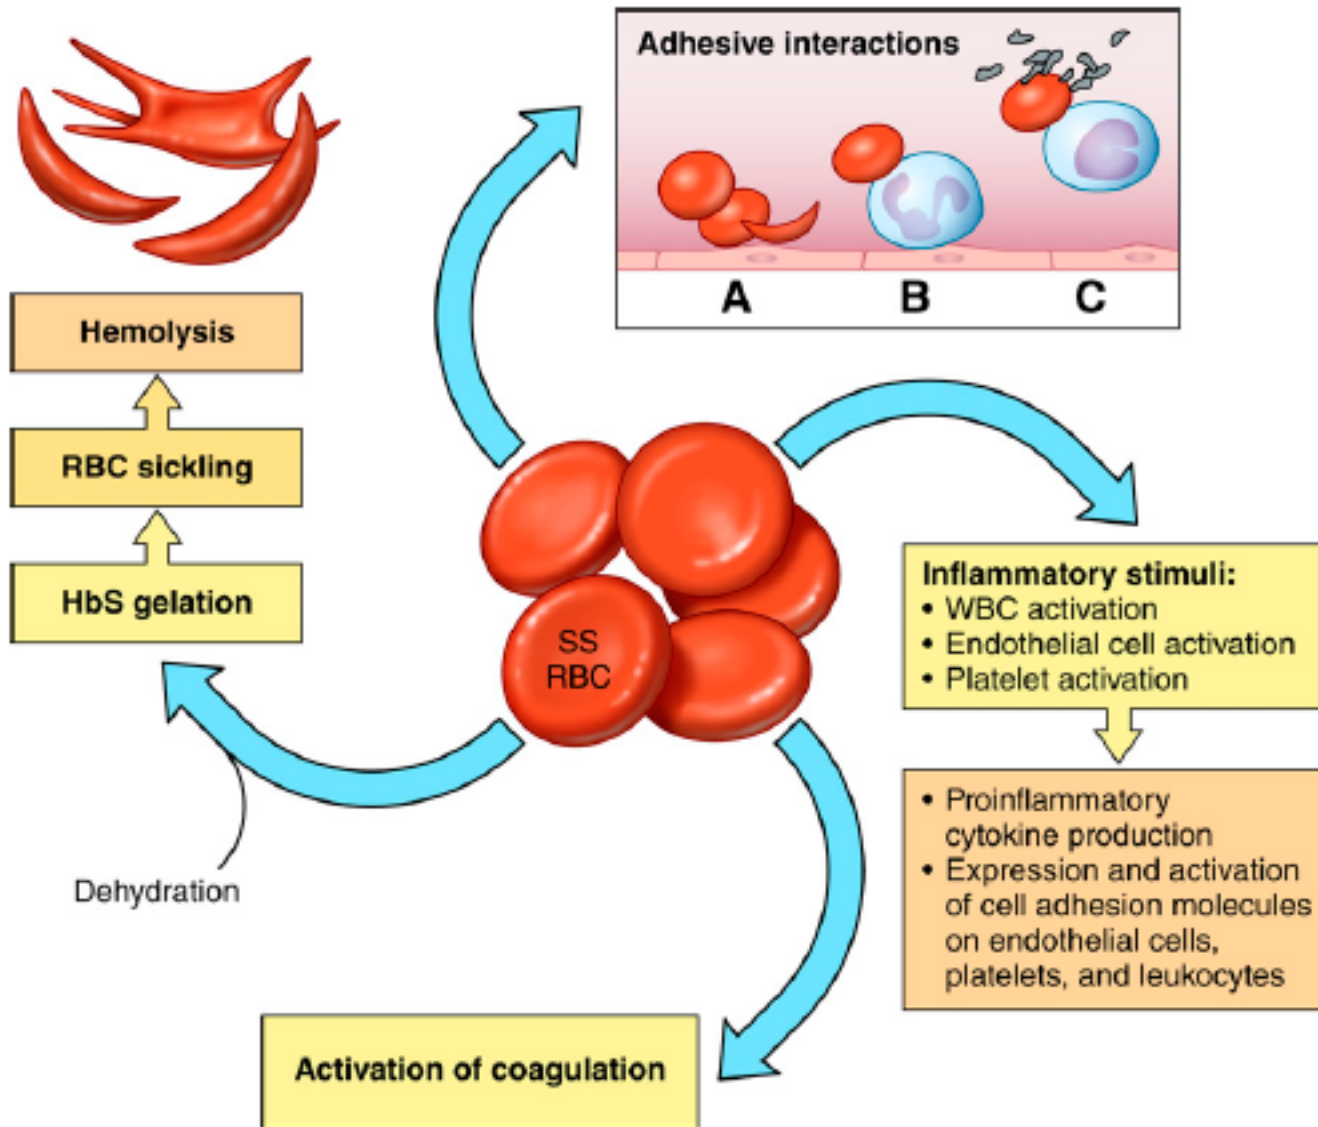 Adhesive interactions
A
B
C
Hemolysis
RBC sickling
HbS gelation
Dehydration
SS
RBC
Inflammatory stimuli:
• WBC activation
• Endothelial cell activation
• Platelet activation
• Proinflammatory
cytokine production
• Expression and activation
of cell adhesion molecules
on endothelial cells,
platelets, and leukocytes
Activation of coagulation